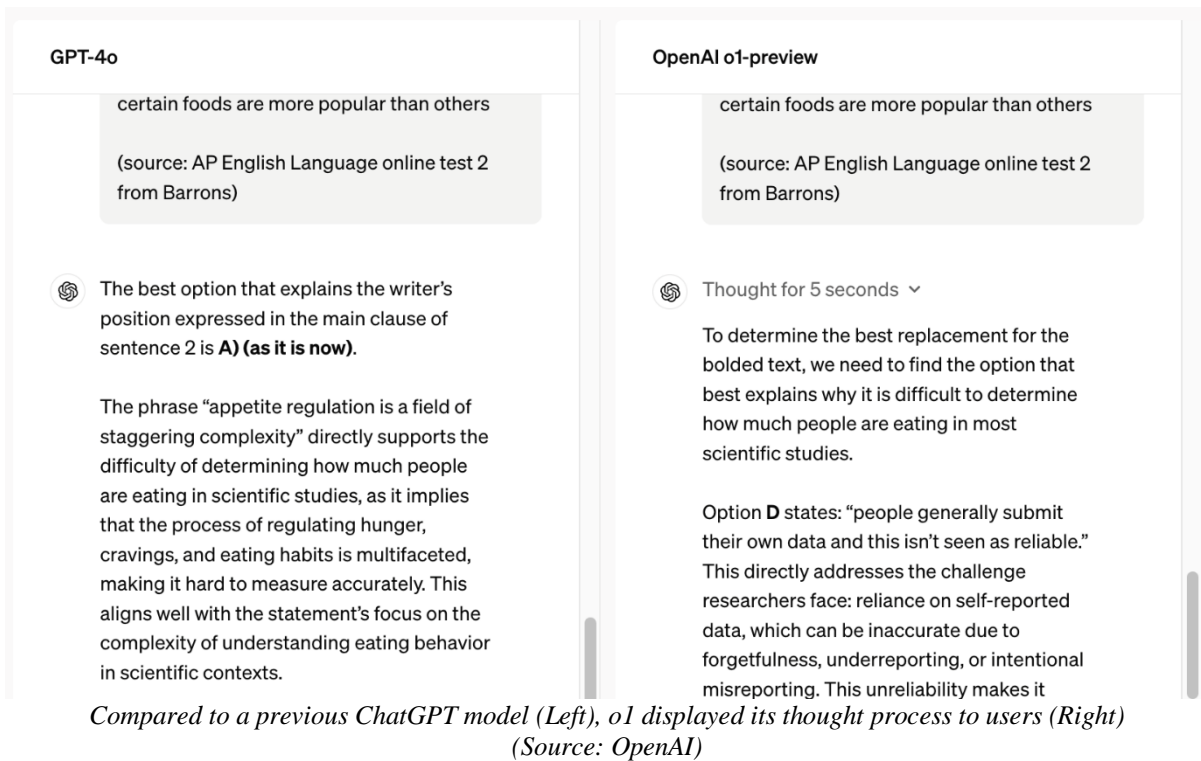 GPT-4o
certain foods are more popular than others
(source: AP English Language online test 2
from Barrons)
The best option that explains the writer's
position expressed in the main clause of
sentence 2 is A) (as it is now).
The phrase “appetite regulation is a field of
staggering complexity” directly supports the
difficulty of determining how much people
are eating in scientific studies, as it implies
that the process of regulating hunger,
cravings, and eating habits is multifaceted,
making it hard to measure accurately. This
aligns well with the statement's focus on the
complexity of understanding eating behavior
in scientific contexts.
OpenAI o1-preview
certain foods are more popular than others
(source: AP English Language online test 2
from Barrons)
Thought for 5 seconds
To determine the best replacement for the
bolded text, we need to find the option that
best explains why it is difficult to determine
how much people are eating in most
scientific studies.
Option D states: “people generally submit
their own data and this isn't seen as reliable.”
This directly addresses the challenge
researchers face: reliance on self-reported
data, which can be inaccurate due to
forgetfulness, underreporting, or intentional
misreporting. This unreliability makes it
Compared to a previous ChatGPT model (Left), o1 displayed its thought process to users (Right)
(Source: OpenAI)